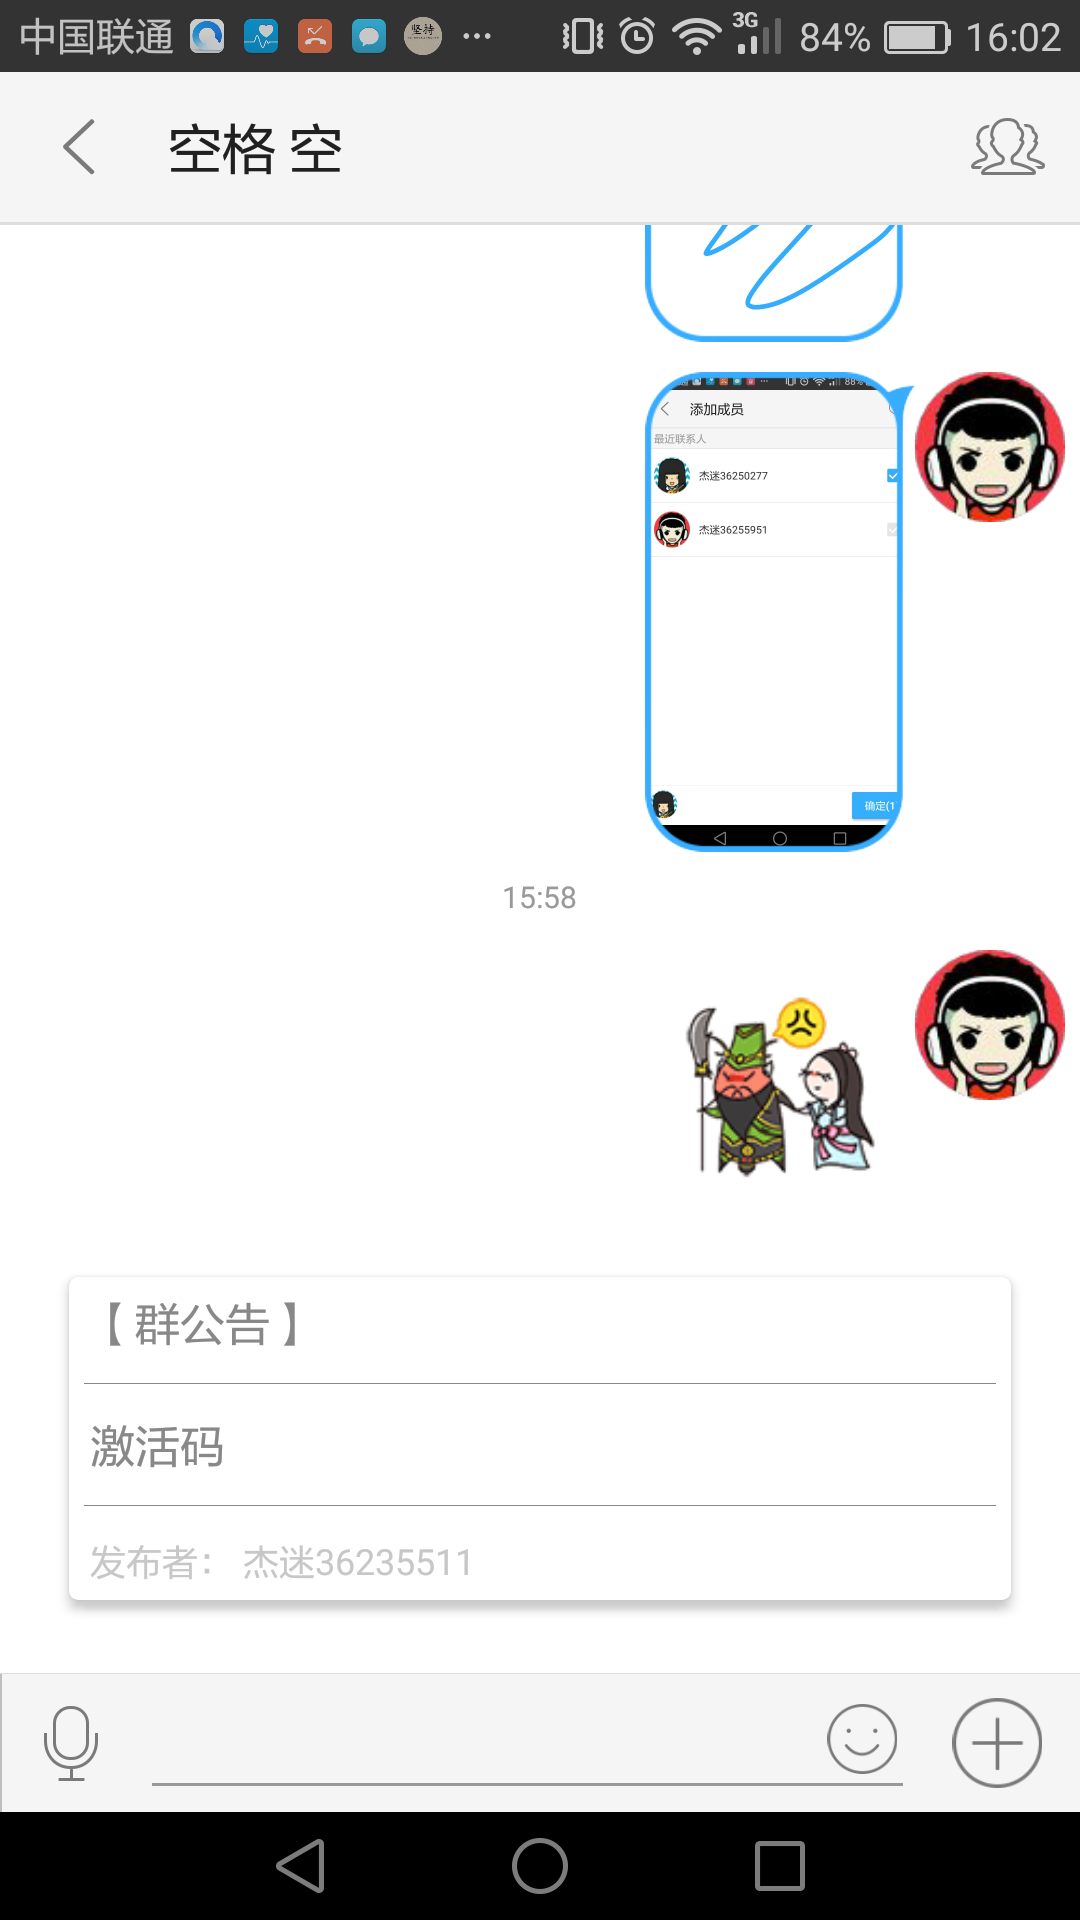 中国联通 坚持 3G 84% 16:02
空格 空
88%
添加成员
最近联系人
杰迷36250277
杰迷36255951
确定(1
15:58
【 群公告 】
激活码
发布者： 杰迷36235511